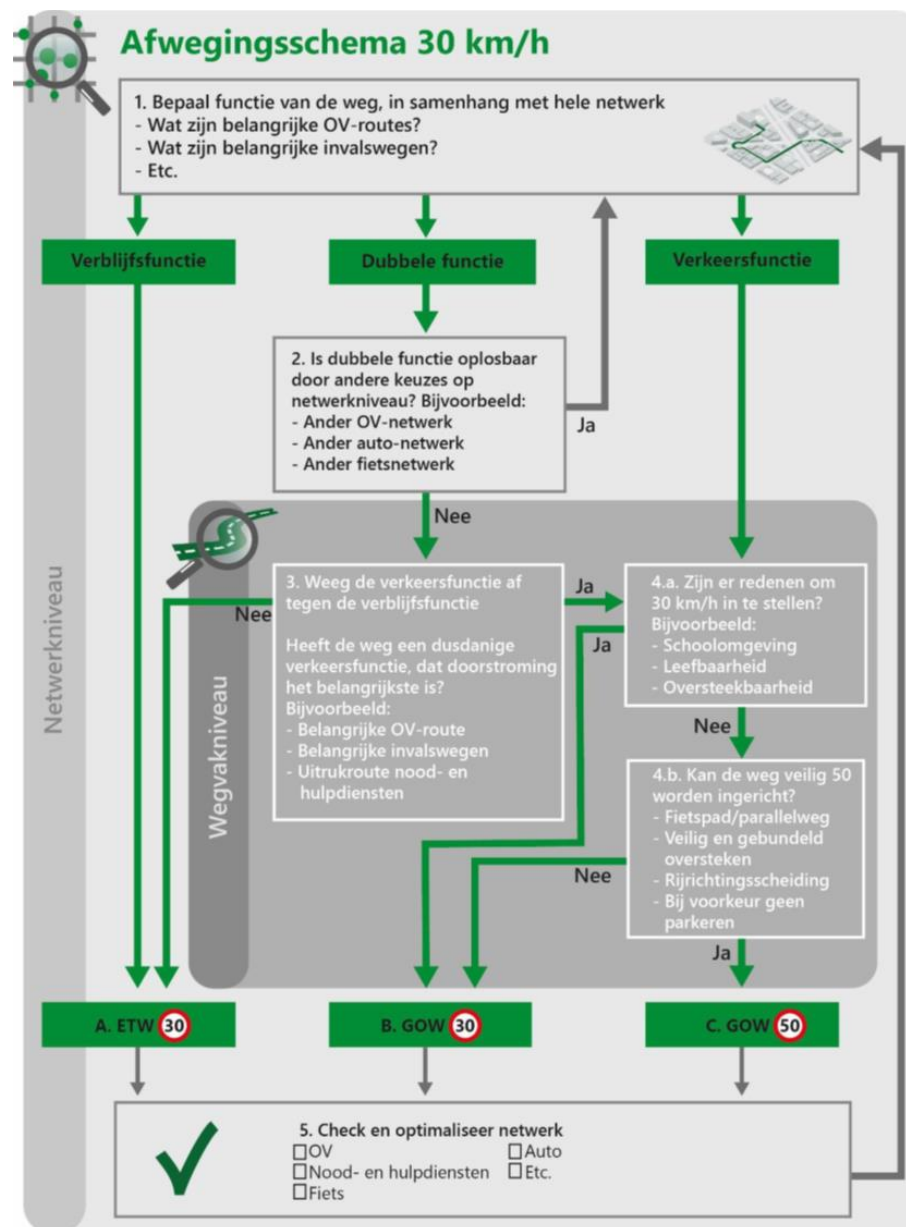 Afwegingsschema 30 km/h
1. Bepaal functie van de weg, in samenhang met hele netwerk
- Wat zijn belangrijke OV-routes?
- Wat zijn belangrijke invalswegen?
- Etc.
Verblijfsfunctie
Dubbele functie
Verkeersfunctie
2. Is dubbele functie oplosbaar
door andere keuzes op
netwerkniveau? Bijvoorbeeld:
- Ander OV-netwerk
- Ander auto-netwerk
- Ander fietsnetwerk
Ja
Nee
Netwerkniveau
Wegvakniveau
3. Weeg de verkeersfunctie af
tegen de verblijfsfunctie
Heeft de weg een dusdanige
verkeersfunctie, dat doorstroming
het belangrijkste is?
Bijvoorbeeld:
- Belangrijke OV-route
- Belangrijke invalswegen
- Uitrukroute nood- en
hulpdiensten
Nee
Ja
4.a. Zijn er redenen om
30 km/h in te stellen?
Bijvoorbeeld:
- Schoolomgeving
- Leefbaarheid
- Oversteekbaarheid
Ja
Nee
4.b. Kan de weg veilig 50
worden ingericht?
- Fietspad/parallelweg
- Veilig en gebundeld
oversteken
- Rijrichtingsscheiding
- Bij voorkeur geen
parkeren
Nee
Ja
A. ETW 30
B. GOW 30
C. GOW 50
5. Check en optimaliseer netwerk
OV
Auto
Nood- en hulpdiensten
Etc.
Fiets